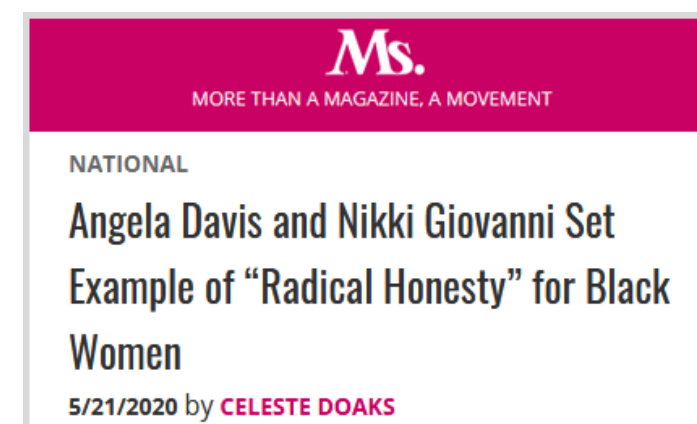 Ms.
MORE THAN A MAGAZINE, A MOVEMENT
NATIONAL
Angela Davis and Nikki Giovanni Set
Example of “Radical Honesty” for Black
Women
5/21/2020 by CELESTE DOAKS